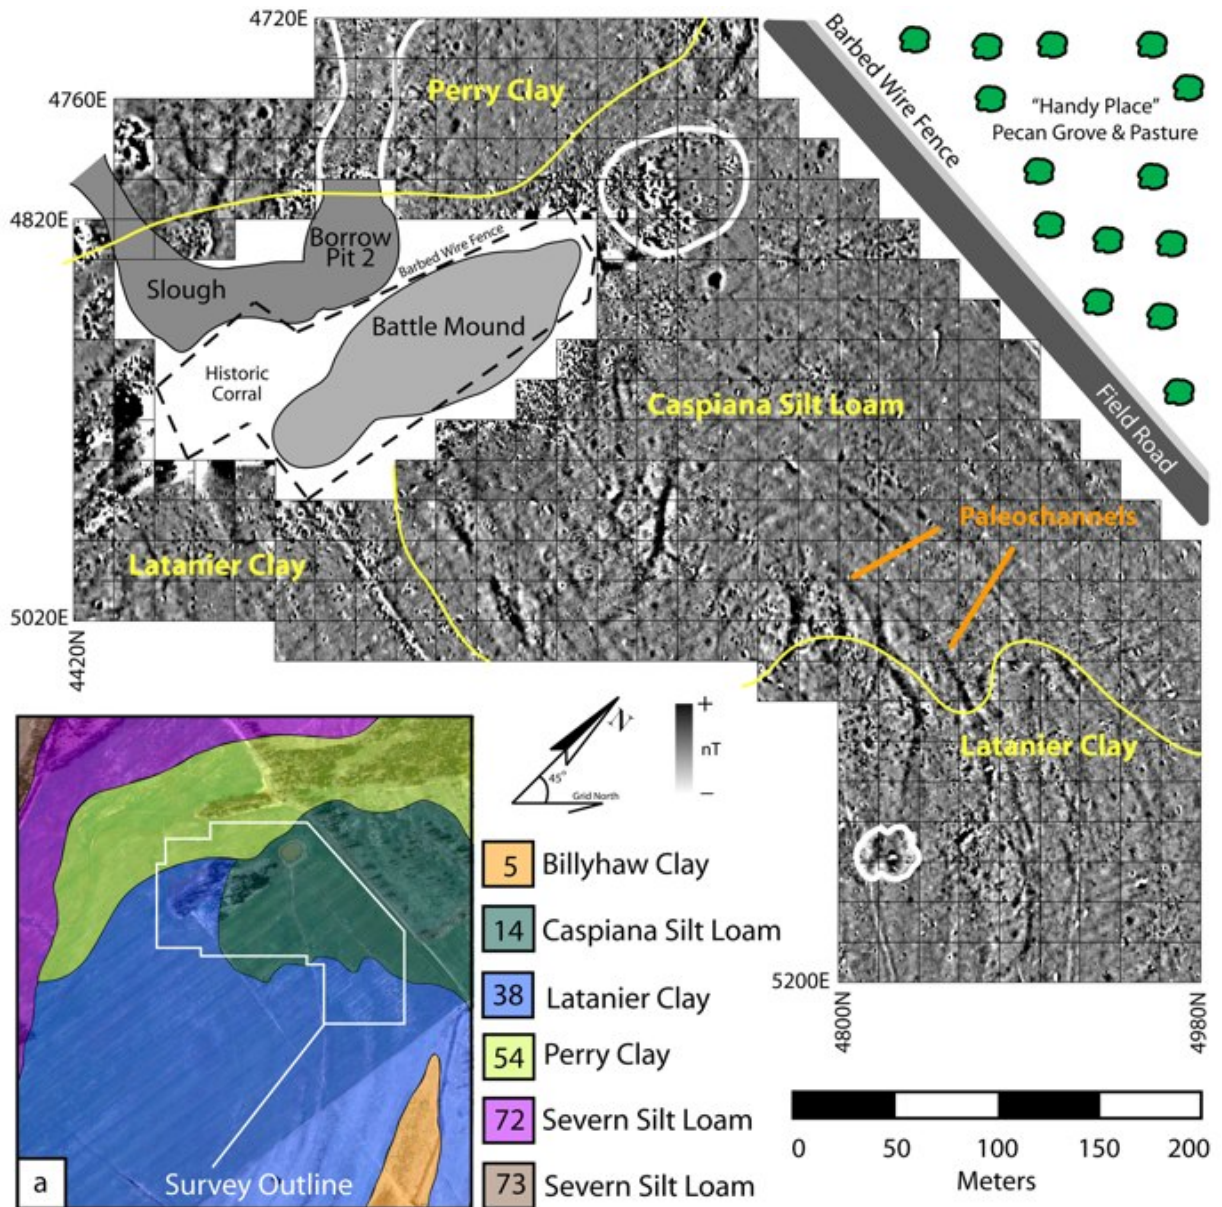 4720E
Perry Clay
Barbed Wire Fence
4760E
"Handy Place"
Pecan Grove & Pasture
4820E
Borrow
Pit 2
Barbed Wire Fence
Slough
Battle Mound
Historic
Corral
Caspiana Silt Loam
Field Road
Paleochannels
Latanier Clay
5020E
4420N
N
45°
Grid North
+
nT
–
Latanier Clay
5 Billyhaw Clay
14 Caspiana Silt Loam
38 Latanier Clay
54 Perry Clay
72 Severn Silt Loam
73 Severn Silt Loam
5200E
4800N
4980N
0 50 100 150 200
Meters
a
Survey Outline